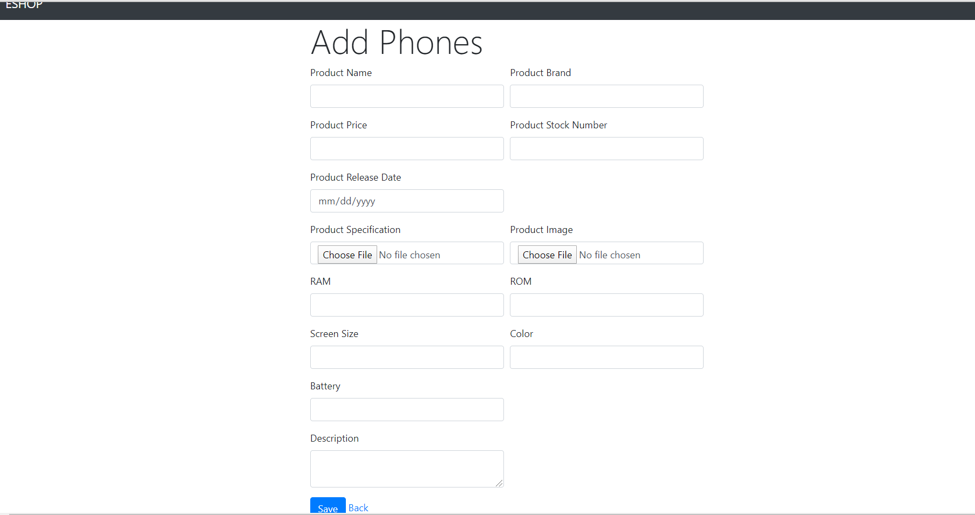 ESHOP
Add Phones
Product Name Product Brand
Product Price Product Stock Number
Product Release Date
mm/dd/yyyy
Product Specification Product Image
Choose File No file chosen Choose File No file chosen
RAM ROM
Screen Size Color
Battery
Description
Save Back